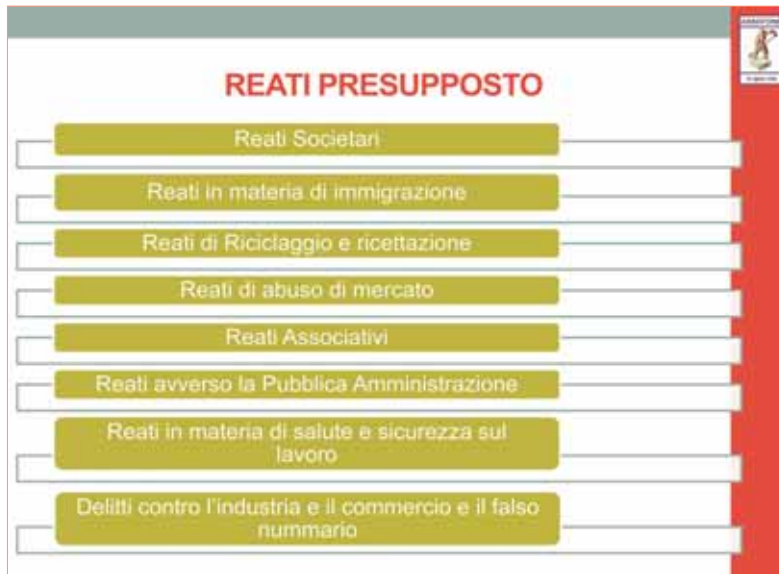 REATI PRESUPPOSTO
Reati Societari
Reati in materia di immigrazione
Reati di Riciclaggio e ricettazione
Reati di abuso di mercato
Reati Associativi
Reati avverso la Pubblica Amministrazione
Reati in materia di salute e sicurezza sul
lavoro
Delitti contro l'industria e il commercio e il falso
nummario